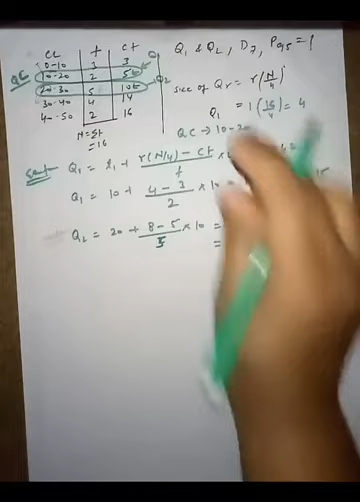 CI f Cf
Q₁ & Q₂, D₇, P₉₅ = ?
0-10 3 3
QC 10-20 2 5
20-30 5 10 Q₂
30-40 4 14
40-50 2 16
N = Σf
= 16
size of Qr = r(N/4)
Q₁ = 1(16/4) = 4
QC → 10-20
Q₁ = l₁ + r(N/4) - Cf / f ×
Q₁ = 10 + 4 - 3 / 2 × 10 =
Q₂ = 20 + 8 - 5 / 5 × 10 =
=